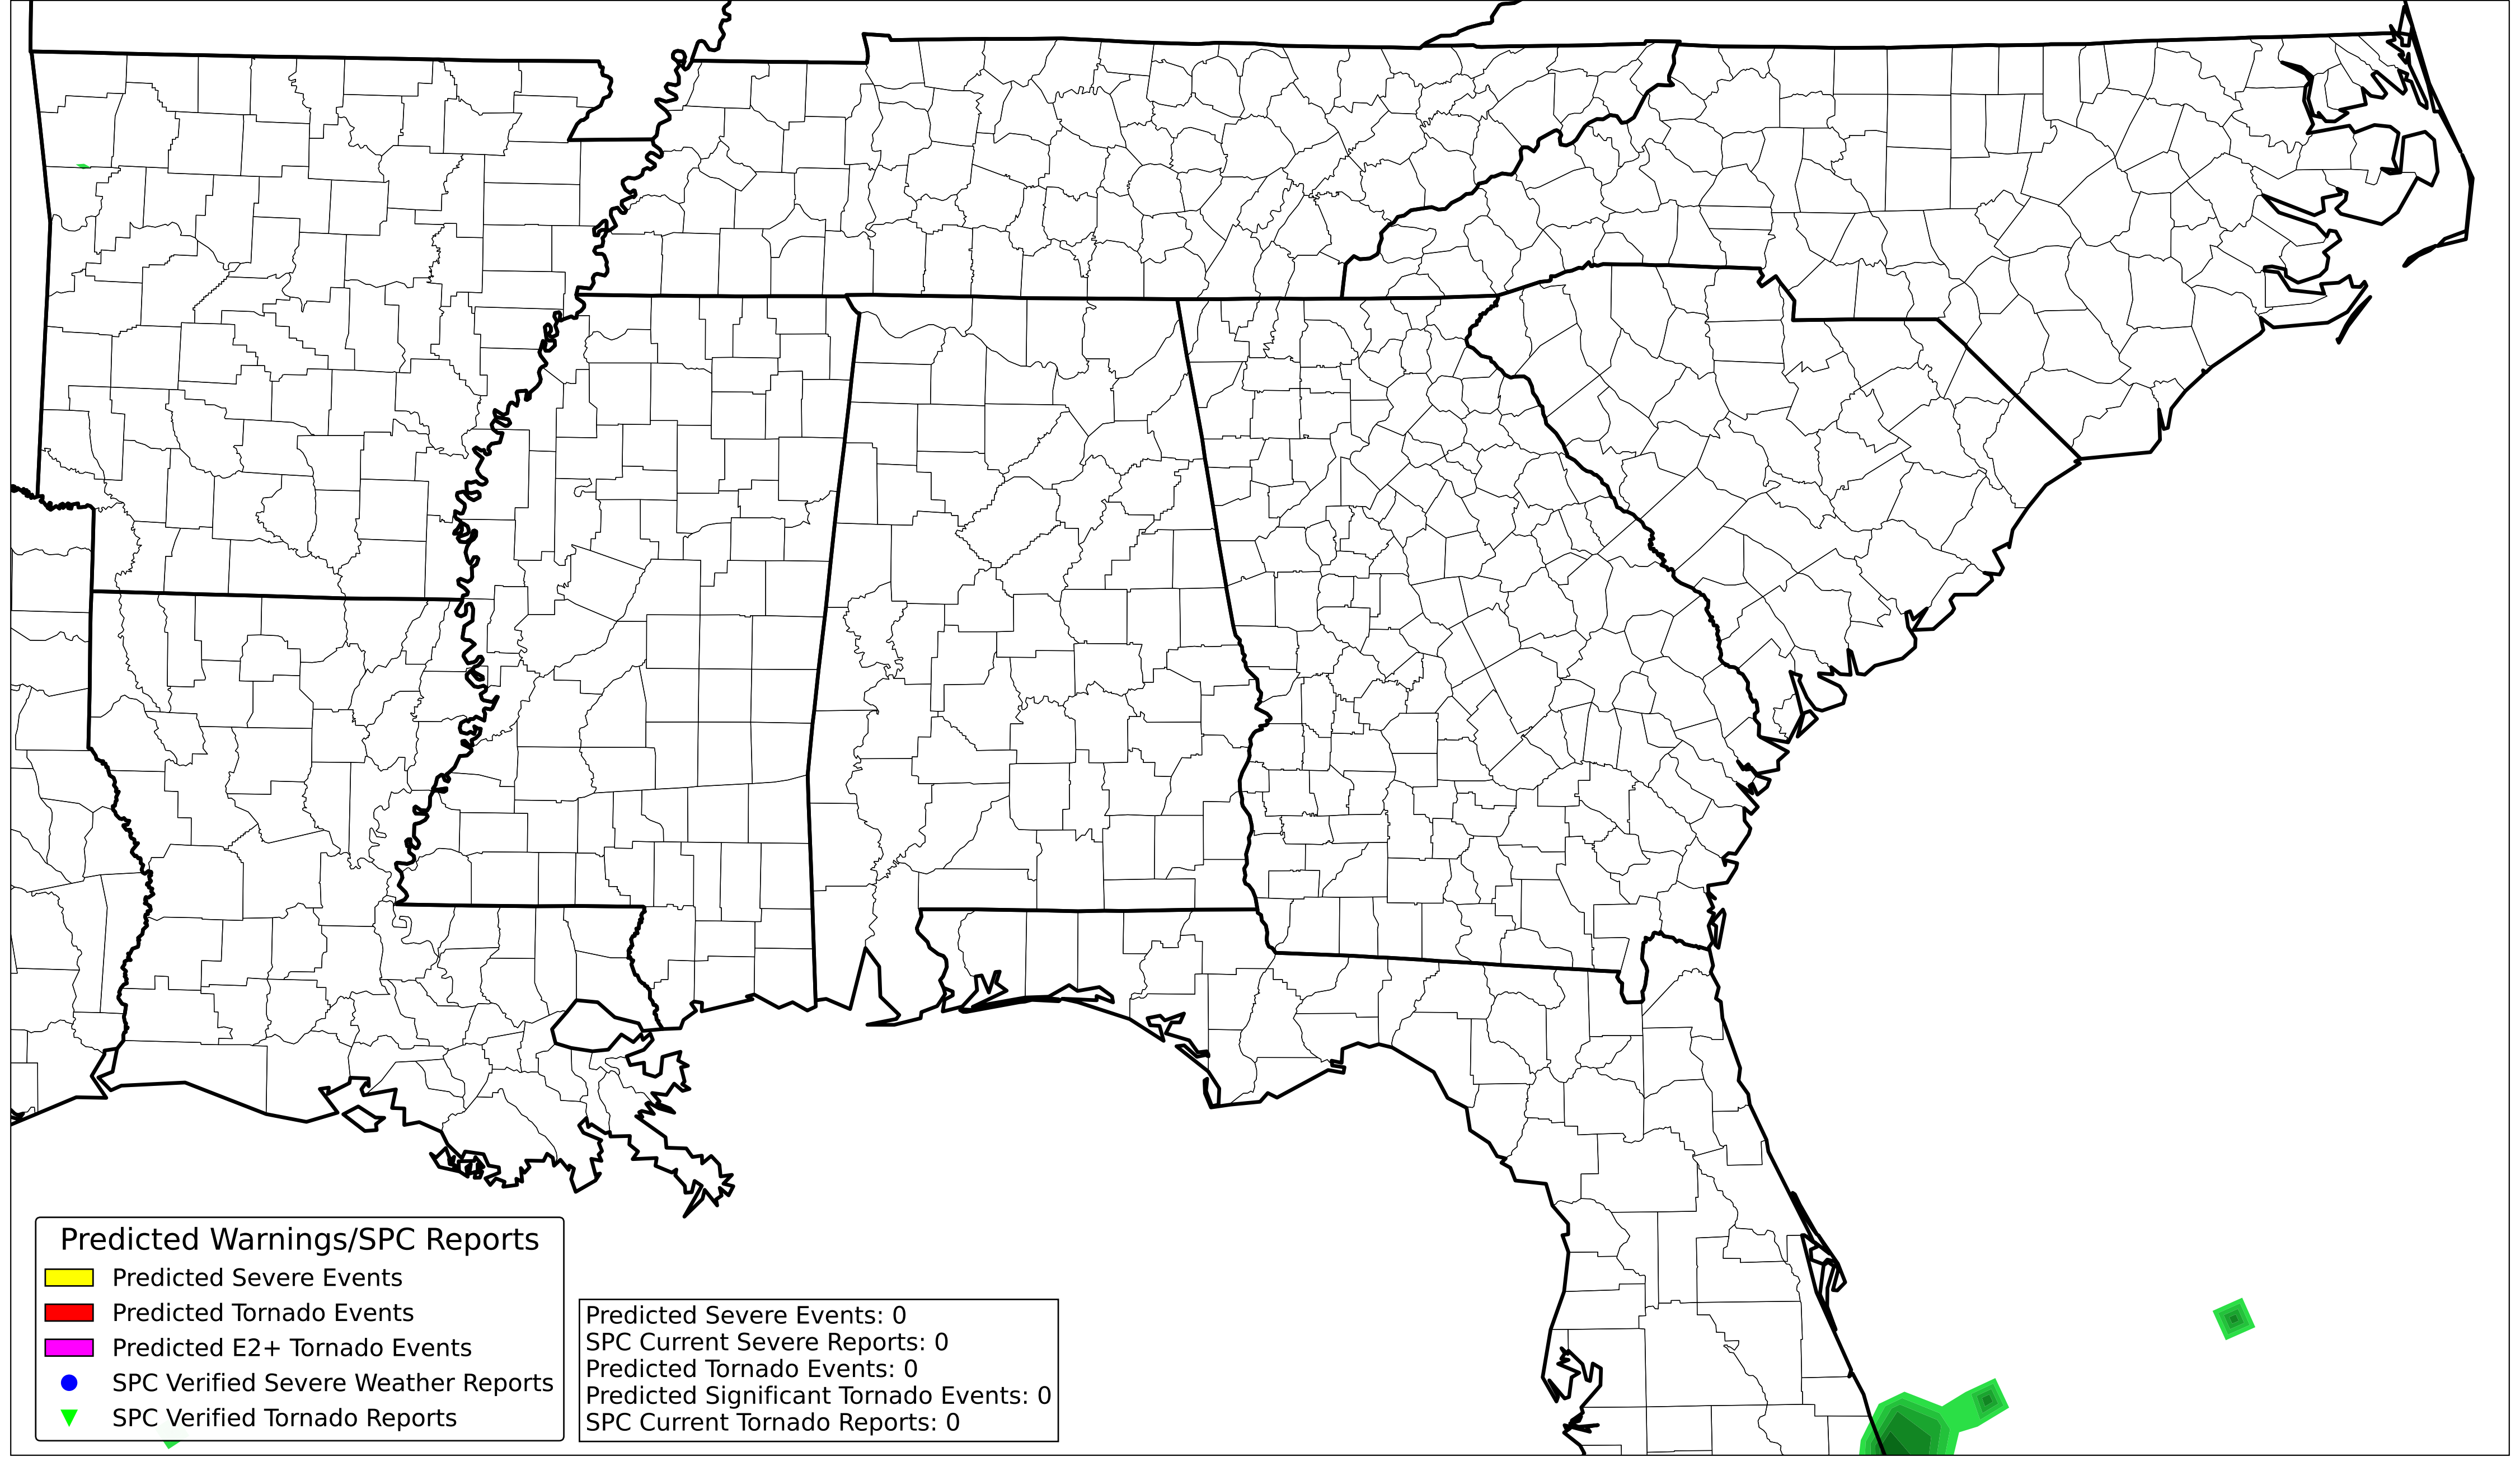 Predicted Warnings/SPC Reports
Predicted Severe Events
Predicted Tornado Events
Predicted E2+ Tornado Events
SPC Verified Severe Weather Reports
SPC Verified Tornado Reports
Predicted Severe Events: 0
SPC Current Severe Reports: 0
Predicted Tornado Events: 0
Predicted Significant Tornado Events: 0
SPC Current Tornado Reports: 0